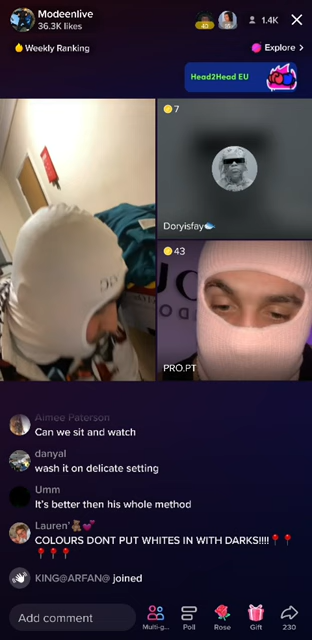 Modeenlive
36.3K likes
43
1.4K
Weekly Ranking
Explore >
Head2Head EU
7
Doryisfay
43
PRO.PT
Aimee Paterson
Can we sit and watch
danyal
wash it on delicate setting
Umm
It's better then his whole method
Lauren'
COLOURS DONT PUT WHITES IN WITH DARKS!!!!
KING@ARFAN@ joined
Add comment
Multi-g...
Poll
Rose
Gift
230